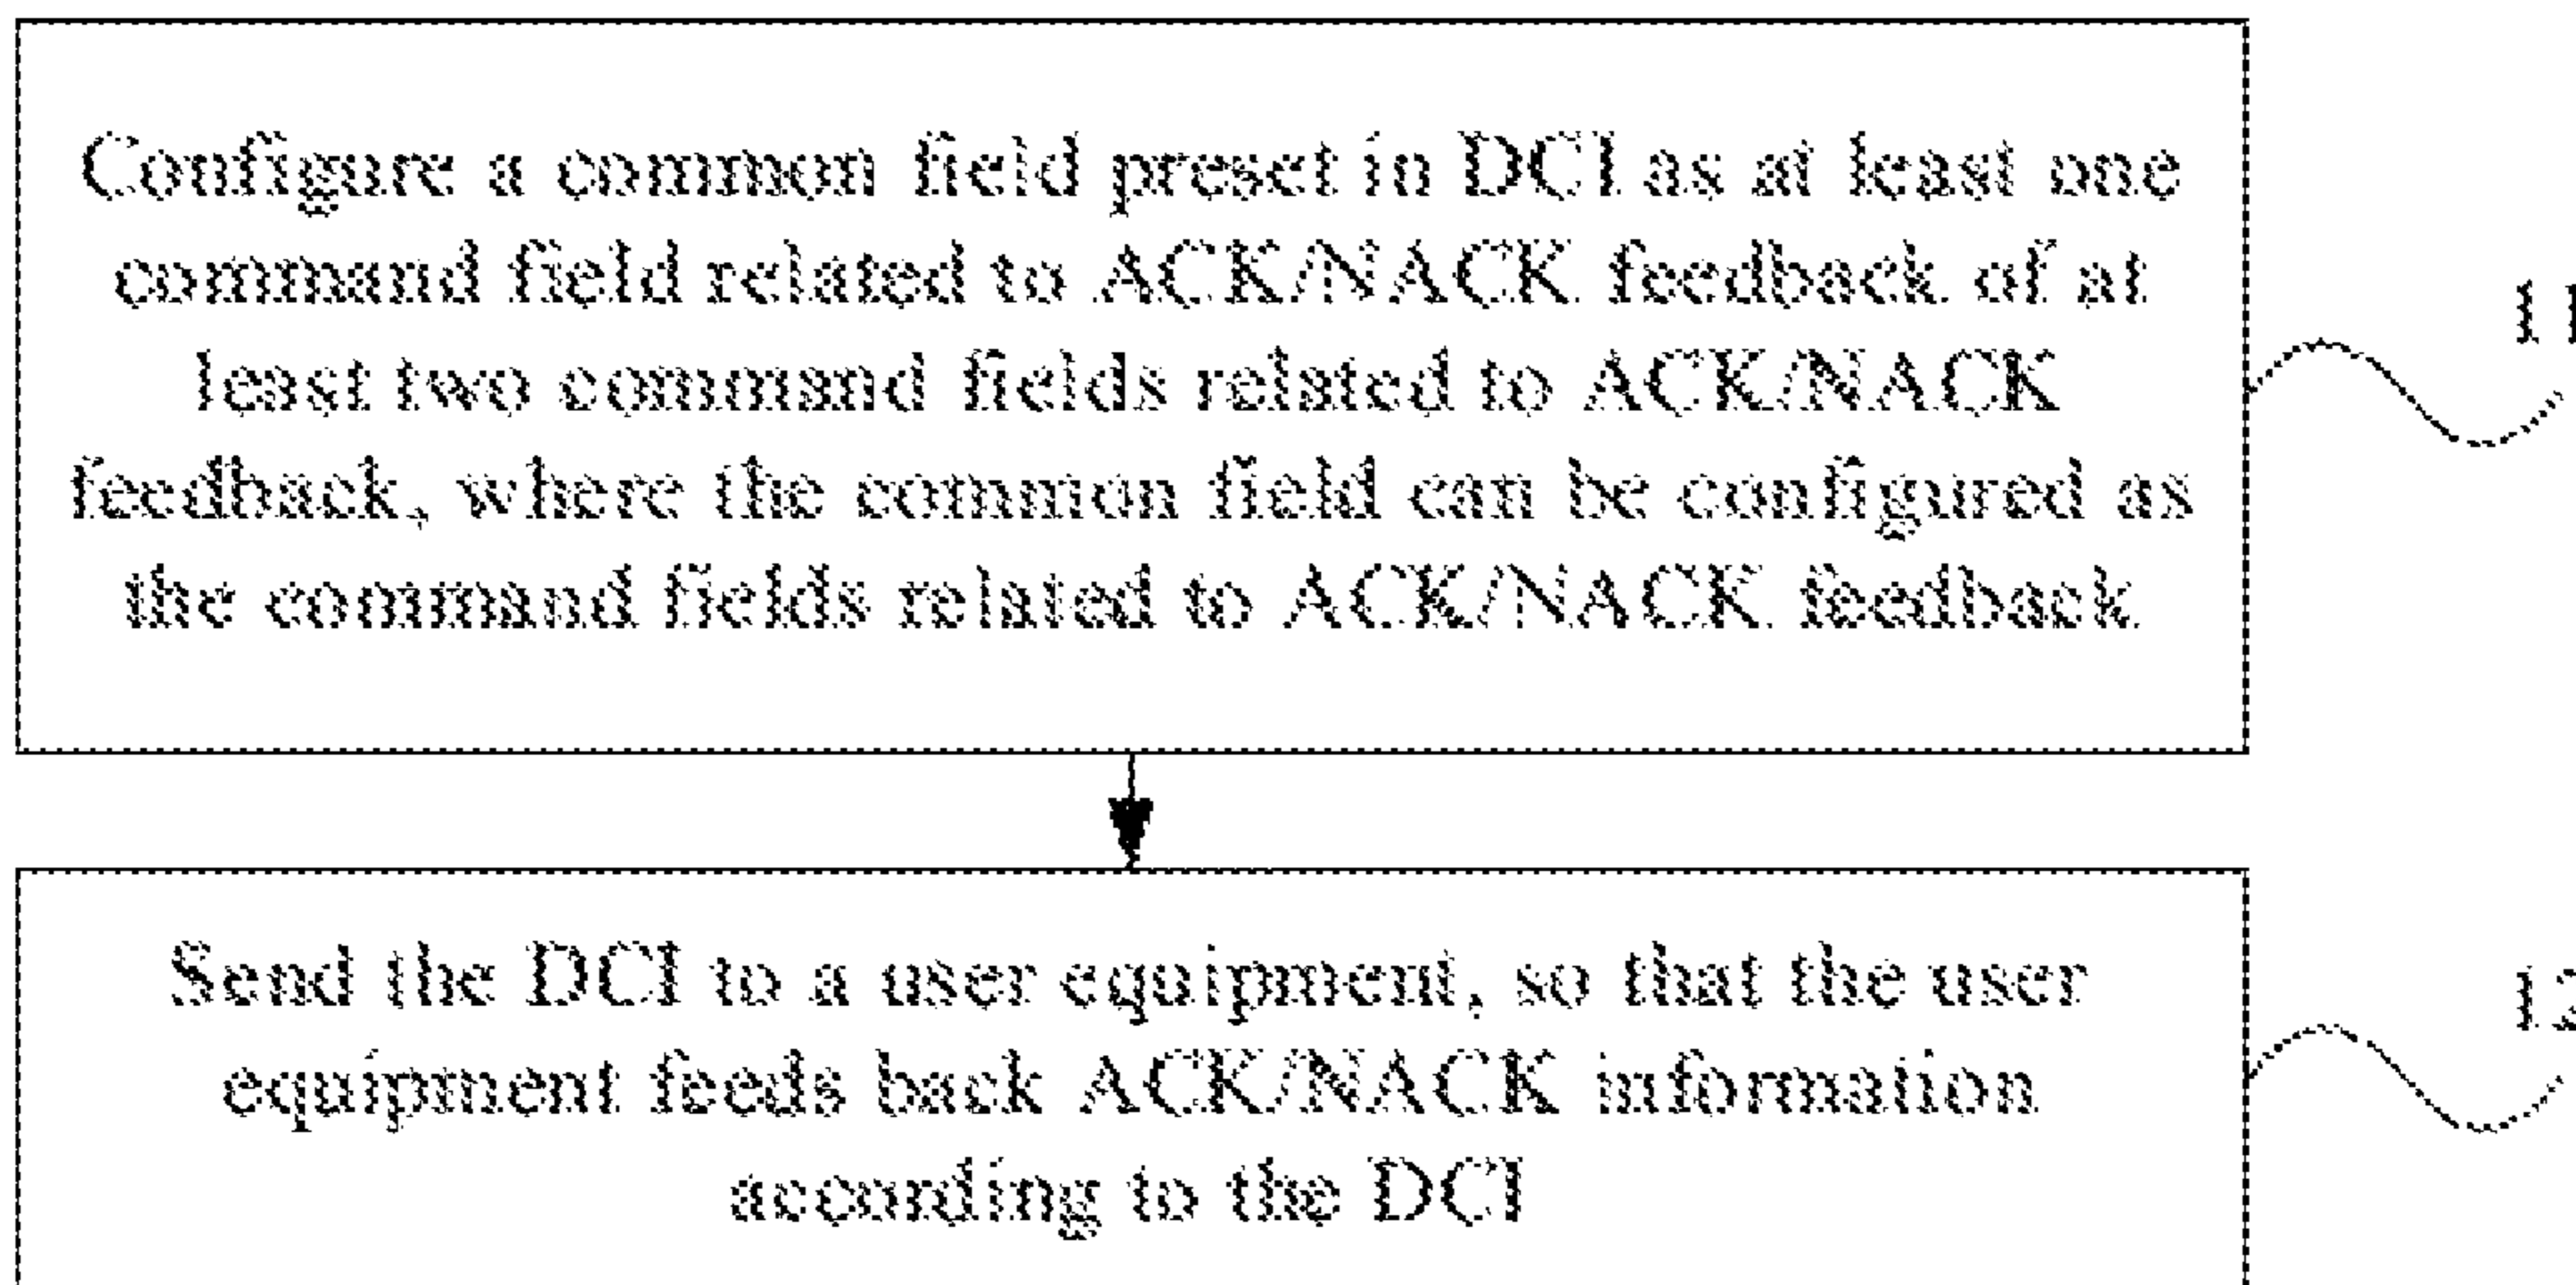 Configure a common field preset in DCI as at least one
command field related to ACK/NACK feedback of at
least two command fields related to ACK/NACK
feedback, where the common field can be configured as
the command fields related to ACK/NACK feedback
11
Send the DCI to a user equipment, so that the user
equipment feeds back ACK/NACK information
according to the DCI
12